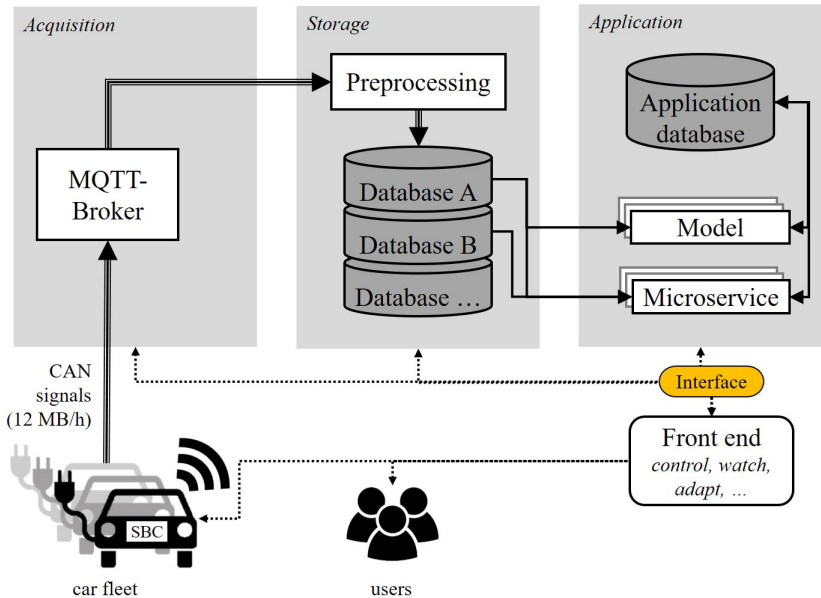 Acquisition
Storage
Application
Preprocessing
Application
database
MQTT-
Broker
Database A
Database B
Database ...
Model
Microservice
CAN
signals
(12 MB/h)
Interface
Front end
control, watch,
adapt, ...
SBC
car fleet
users